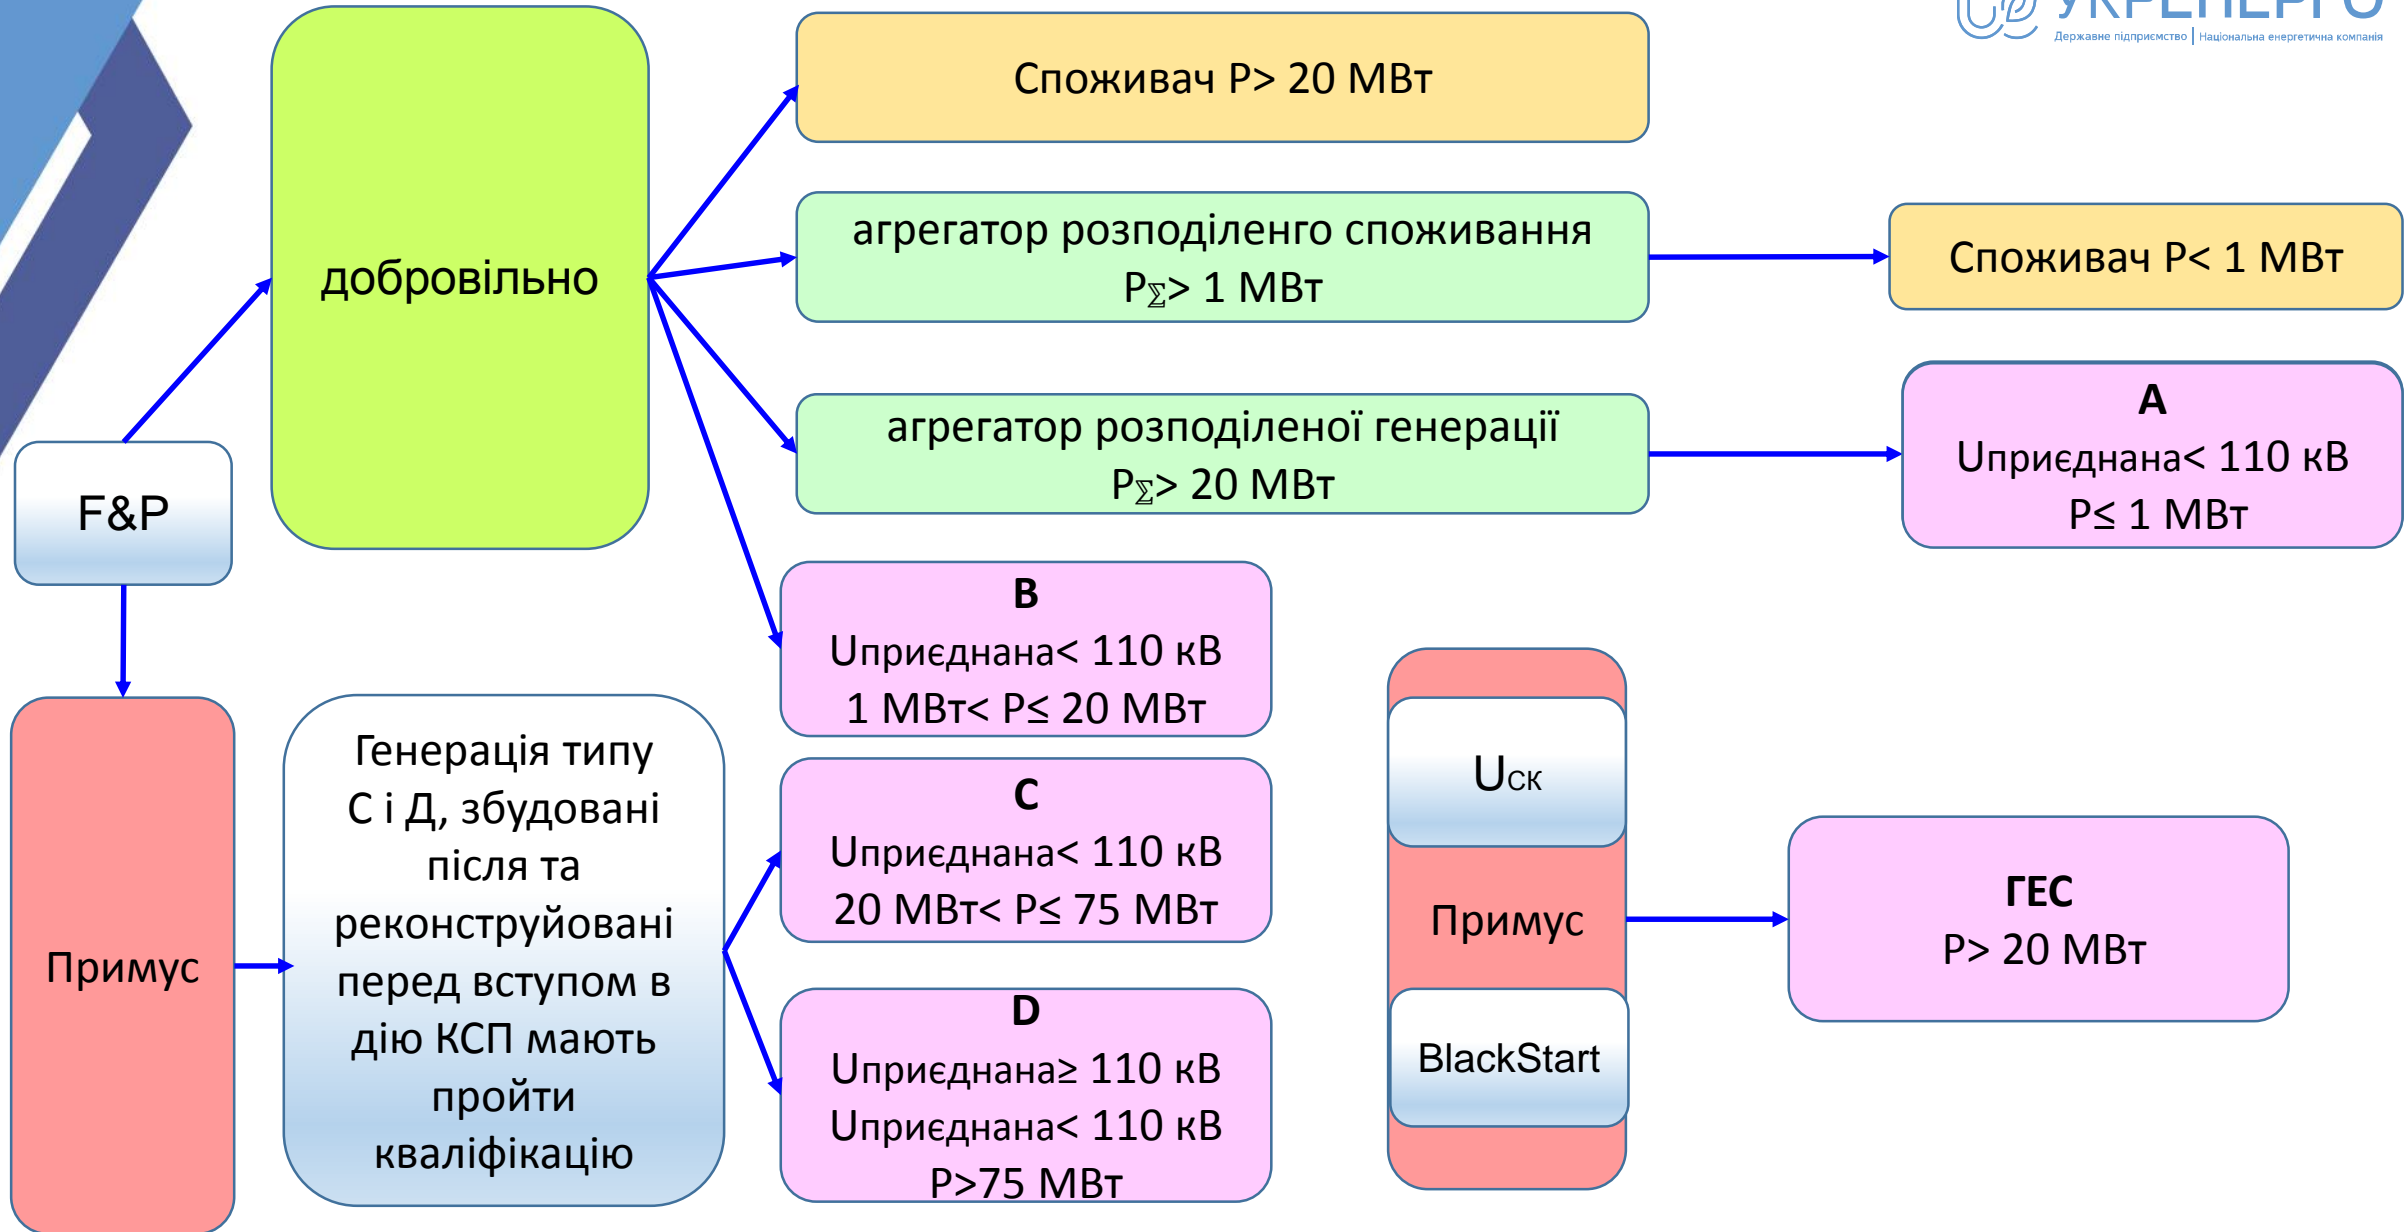 УКРЕНЕРГО
Державне підприємство | Національна енергетична компанія
Споживач P> 20 МВт
добровільно
агрегатор розподіленго споживання
P∑> 1 МВт
Споживач P< 1 МВт
агрегатор розподіленої генерації
P∑> 20 МВт
A
Uприєднана< 110 кВ
P≤ 1 МВт
F&P
B
Uприєднана< 110 кВ
1 МВт< P≤ 20 МВт
Примус
Генерація типу
С і Д, збудовані
після та
реконструйовані
перед вступом в
дію КСП мають
пройти
кваліфікацію
C
Uприєднана< 110 кВ
20 МВт< P≤ 75 МВт
D
Uприєднана≥ 110 кВ
Uприєднана< 110 кВ
P>75 МВт
Uск
Примус
BlackStart
ГЕС
P> 20 МВт